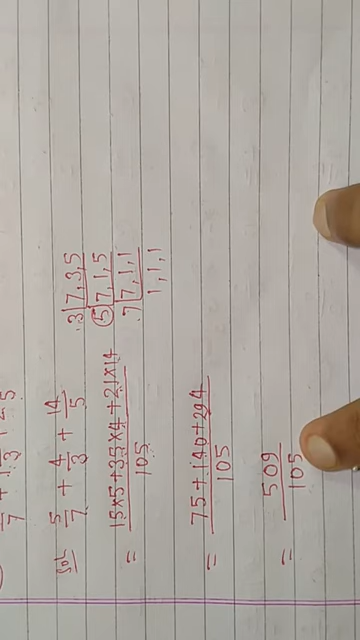 Sol 5/7 + 4/3 + 14/5
3 | 7, 3, 5
5 | 7, 1, 5
7 | 7, 1, 1
1, 1, 1
= 15×5+35×4+21×14 / 105
= 75+140+294 / 105
= 509 / 105